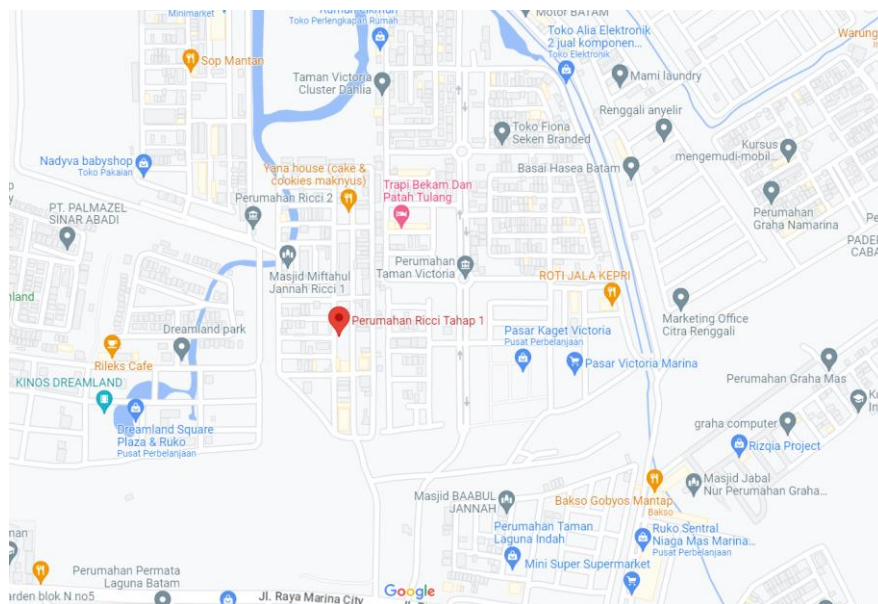 Minimarket
Toko Perlengkapan Rumah
Motor BATAM
Toko Alia Elektronik
2 jual komponen...
Toko Elektronik
Warung
Sop Mantan
Taman Victoria
Cluster Dahlia
Mami laundry
Renggali anyelir
Toko Fiona
Seken Branded
Kursus
mengemudi-mobil...
Nadyva babyshop
Toko Pakaian
Yana house (cake &
cookies maknyus)
Trapi Bekam Dan
Patah Tulang
Basai Hasea Batam
Perumahan Ricci 2
PT. PALMAZEL
SINAR ABADI
Perumahan
Graha Namarina
Perumahan
Taman Victoria
Masjid Miftahul
Jannah Ricci 1
ROTI JALA KEPRI
Perumahan Ricci Tahap 1
Marketing Office
Citra Renggali
Dreamland park
Pasar Kaget Victoria
Pusat Perbelanjaan
Pasar Victoria Marina
Rileks Cafe
Perumahan Graha Mas
KINOS DREAMLAND
Dreamland Square
Plaza & Ruko
Pusat Perbelanjaan
graha computer
Rizqia Project
Masjid Jabal
Nur Perumahan Graha...
Masjid BAABUL
JANNAH
Bakso Gobyos Mantap
Bakso
Perumahan Taman
Laguna Indah
Ruko Sentral
Niaga Mas Marina...
Pusat Perbelanjaan
Mini Super Supermarket
Perumahan Permata
Laguna Batam
arden blok N no5
Jl. Raya Marina City
Google